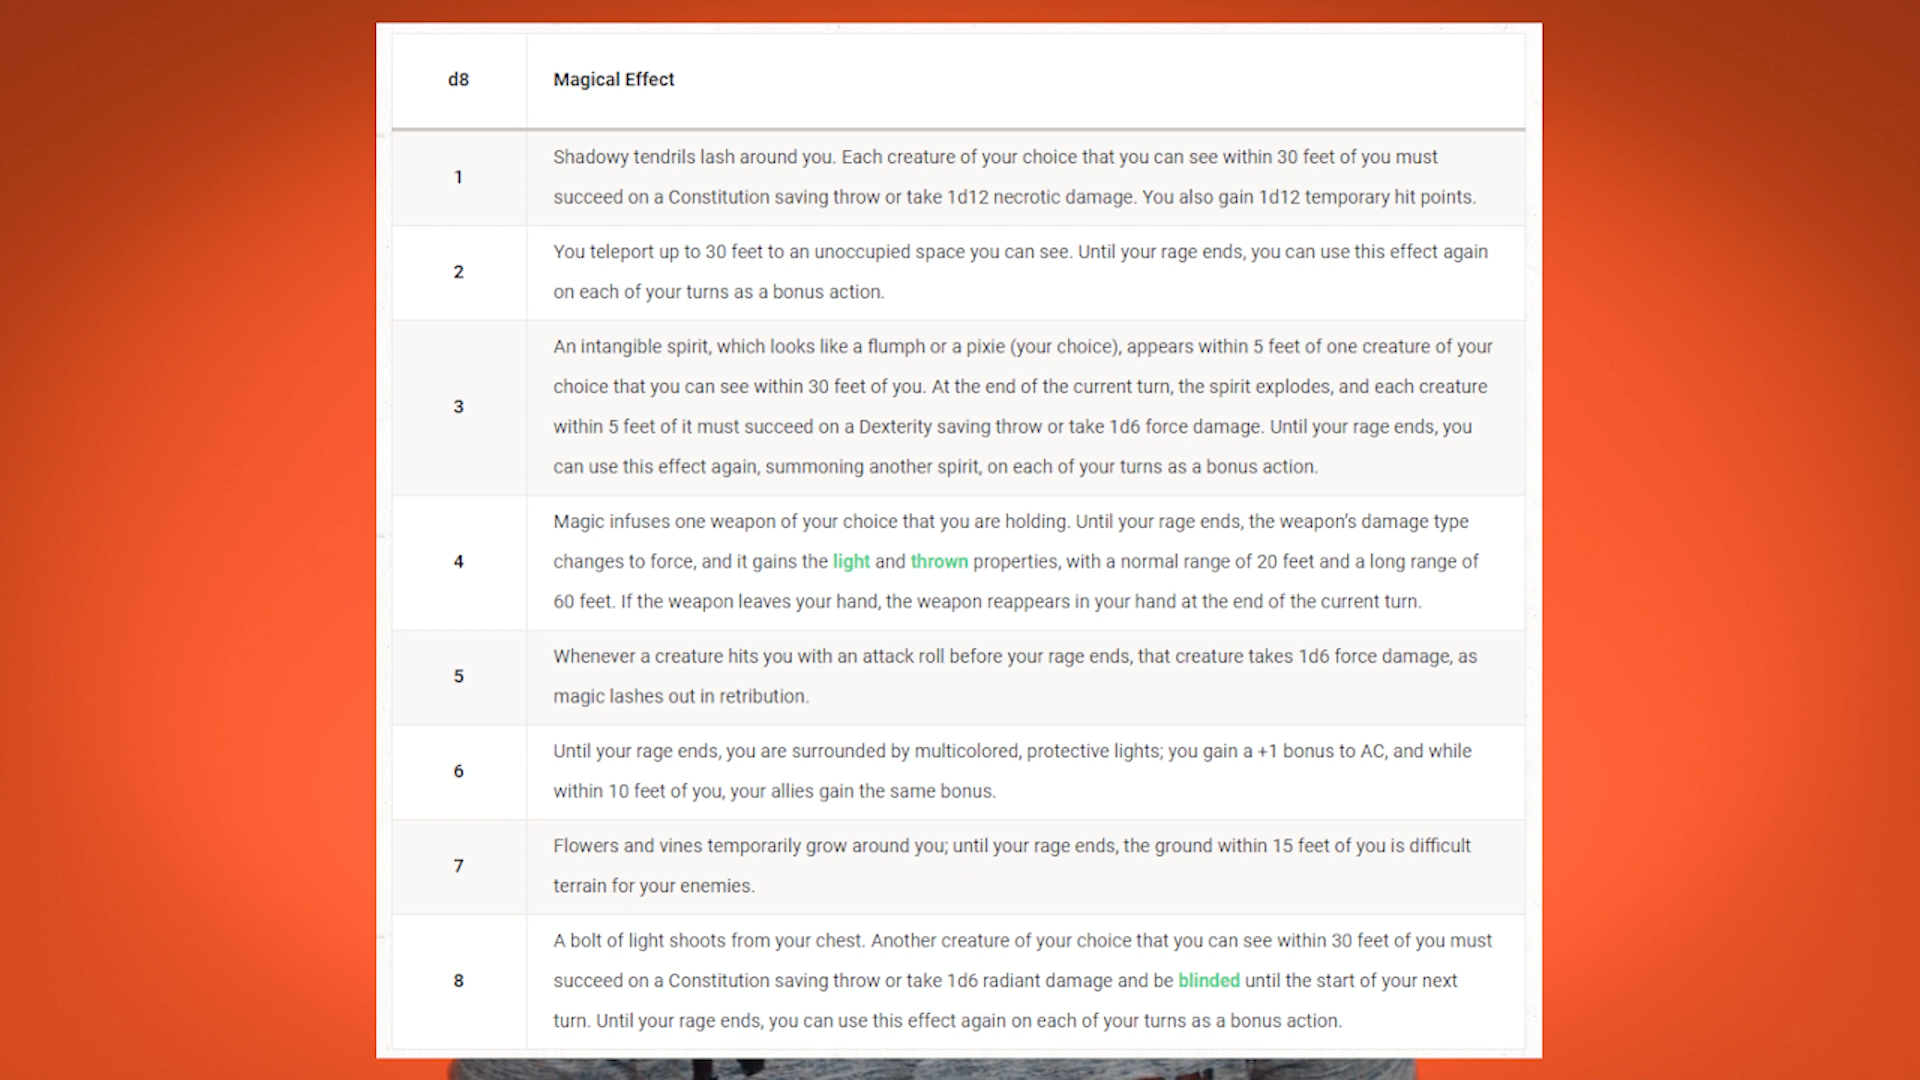 d8 Magical Effect
1
Shadowy tendrils lash around you. Each creature of your choice that you can see within 30 feet of you must
succeed on a Constitution saving throw or take 1d12 necrotic damage. You also gain 1d12 temporary hit points.
2
You teleport up to 30 feet to an unoccupied space you can see. Until your rage ends, you can use this effect again
on each of your turns as a bonus action.
3
An intangible spirit, which looks like a flumph or a pixie (your choice), appears within 5 feet of one creature of your
choice that you can see within 30 feet of you. At the end of the current turn, the spirit explodes, and each creature
within 5 feet of it must succeed on a Dexterity saving throw or take 1d6 force damage. Until your rage ends, you
can use this effect again, summoning another spirit, on each of your turns as a bonus action.
4
Magic infuses one weapon of your choice that you are holding. Until your rage ends, the weapon's damage type
changes to force, and it gains the light and thrown properties, with a normal range of 20 feet and a long range of
60 feet. If the weapon leaves your hand, the weapon reappears in your hand at the end of the current turn.
5
Whenever a creature hits you with an attack roll before your rage ends, that creature takes 1d6 force damage, as
magic lashes out in retribution.
6
Until your rage ends, you are surrounded by multicolored, protective lights; you gain a +1 bonus to AC, and while
within 10 feet of you, your allies gain the same bonus.
7
Flowers and vines temporarily grow around you; until your rage ends, the ground within 15 feet of you is difficult
terrain for your enemies.
8
A bolt of light shoots from your chest. Another creature of your choice that you can see within 30 feet of you must
succeed on a Constitution saving throw or take 1d6 radiant damage and be blinded until the start of your next
turn. Until your rage ends, you can use this effect again on each of your turns as a bonus action.